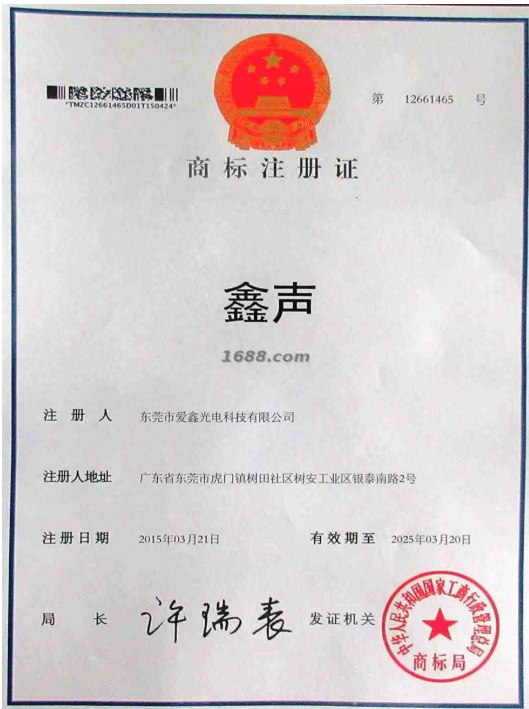 *TMZC12661465D01T150424*
第 12661465 号
商标注册证
鑫声
1688.com
注册人 东莞市爱鑫光电科技有限公司
注册人地址 广东省东莞市虎门镇树田社区树安工业区银泰南路2号
注册日期 2015年03月21日 有效期至 2025年03月20日
局长 许瑞表 发证机关
中华人民共和国国家工商行政管理总局
商标局